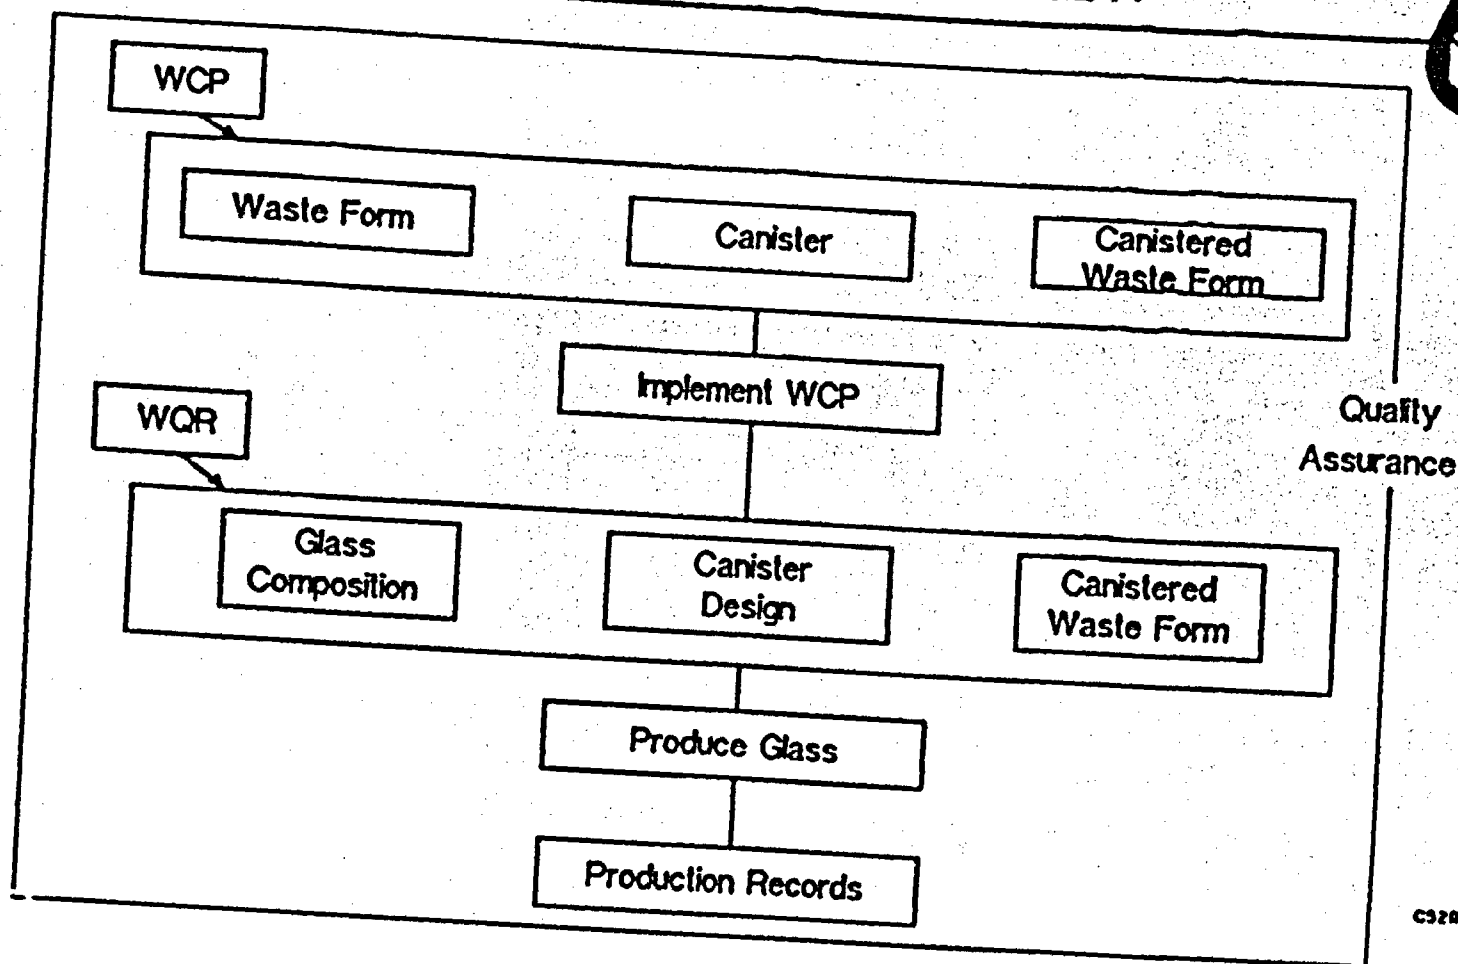 WCP
Waste Form
Canister
Canistered
Waste Form
Implement WCP
WQR
Quality
Assurance
Glass
Composition
Canister
Design
Canistered
Waste Form
Produce Glass
Production Records